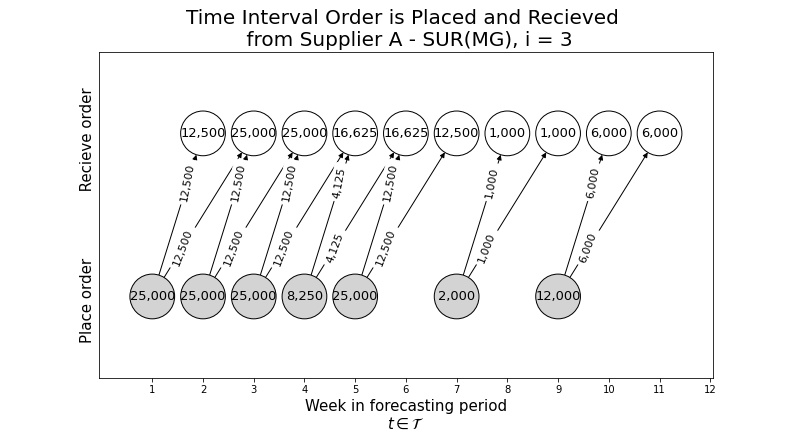 Time Interval Order is Placed and Recieved
from Supplier A - SUR(MG), i = 3
Recieve order
12,500 25,000 25,000 16,625 16,625 12,500 1,000 1,000 6,000 6,000
12,500 12,500 12,500 4,125 12,500 1,000 6,000
12,500 12,500 12,500 4,125 12,500 1,000 6,000
Place order
25,000 25,000 25,000 8,250 25,000 2,000 12,000
1 2 3 4 5 6 7 8 9 10 11 12
Week in forecasting period
t ∈ 𝒯